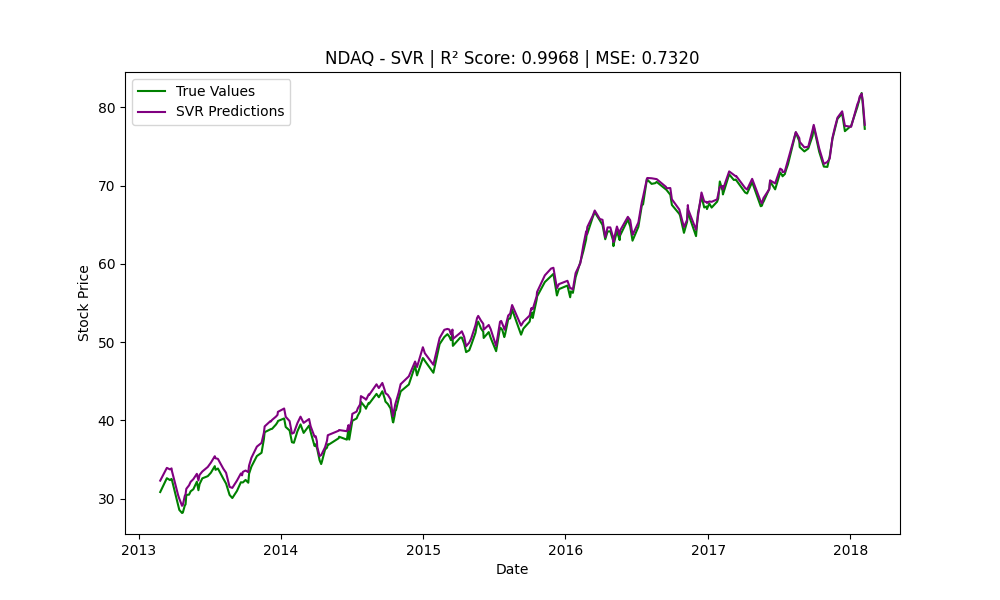 NDAQ - SVR | R² Score: 0.9968 | MSE: 0.7320
True Values
SVR Predictions
80
70
60
50
40
30
Stock Price
2013 2014 2015 2016 2017 2018
Date